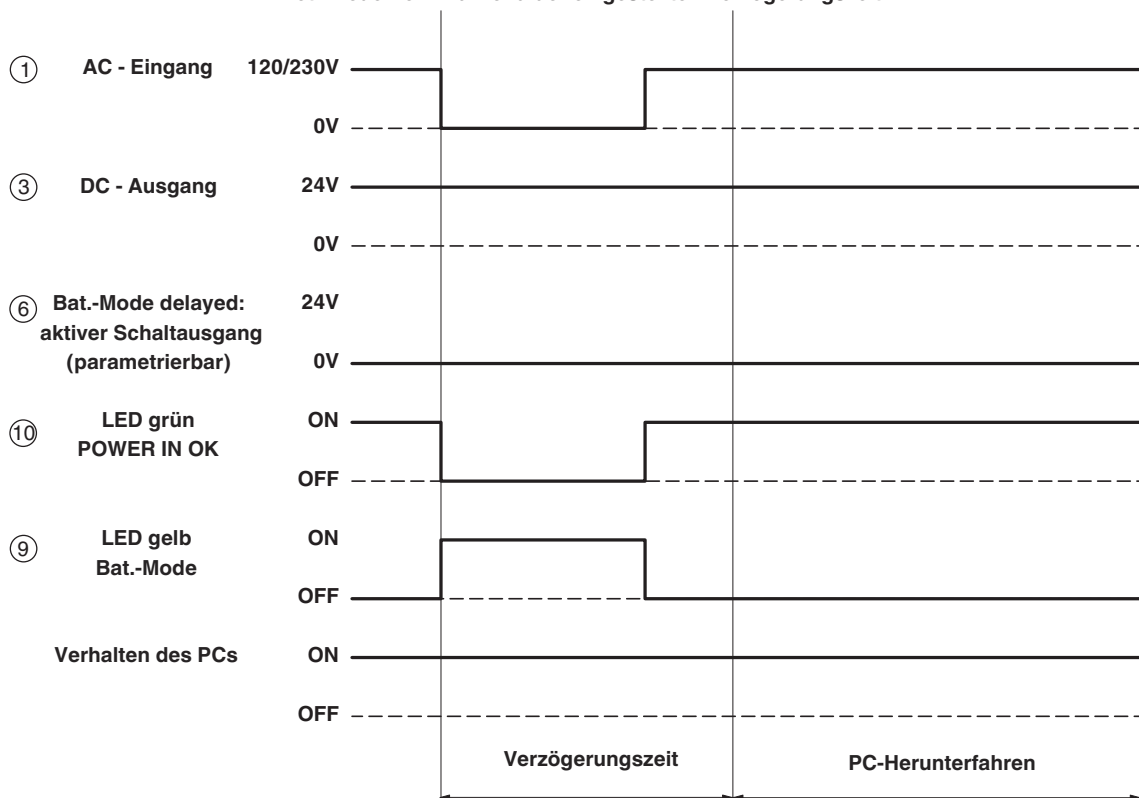 ① AC - Eingang 120/230V
0V
③ DC - Ausgang 24V
0V
⑥ Bat.-Mode delayed: 24V
aktiver Schaltausgang
(parametrierbar) 0V
⑩ LED grün ON
POWER IN OK
OFF
⑨ LED gelb ON
Bat.-Mode
OFF
Verhalten des PCs ON
OFF
Verzögerungszeit PC-Herunterfahren